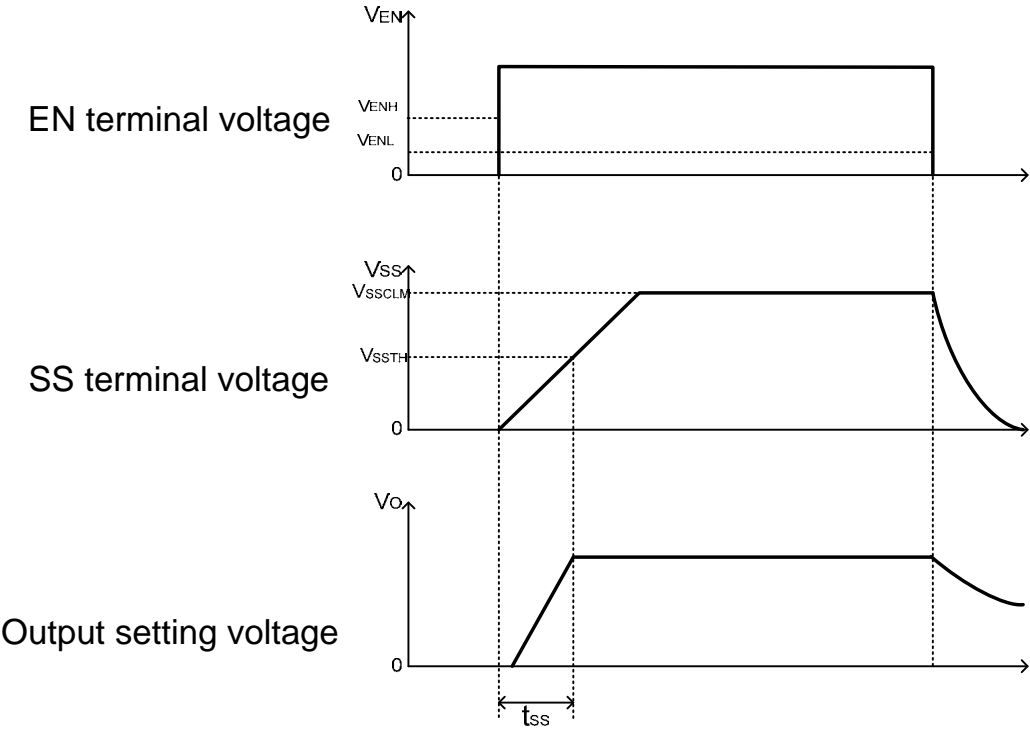 VEN
EN terminal voltage
VENH
VENL
0
VSS
VSSCLM
VSSTH
SS terminal voltage
0
VO
Output setting voltage
0
tss